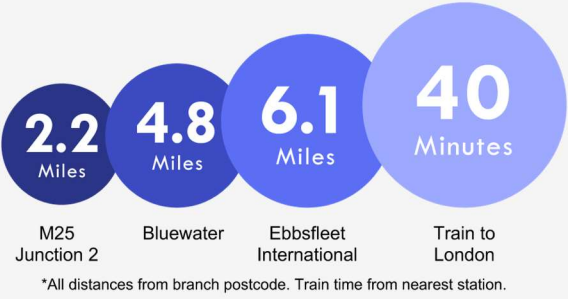 2.2
Miles
4.8
Miles
6.1
Miles
40
Minutes
M25
Junction 2
Bluewater
Ebbsfleet
International
Train to
London
*All distances from branch postcode. Train time from nearest station.